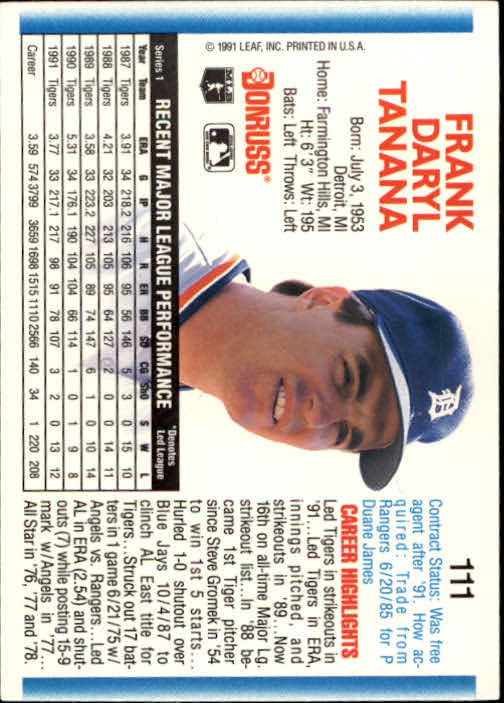 111
FRANK
DARYL
TANANA
Born: July 3, 1953
Detroit, MI
Home: Farmington Hills, MI
Ht: 6'3" Wt: 195
Bats: Left Throws: Left
DONRUSS®
MLB
© 1991 LEAF, INC. PRINTED IN U.S.A.
D
Contract Status: Was free
agent after '91. How ac-
quired: Trade from
Rangers 6/20/85 for P
Duane James
CAREER HIGHLIGHTS
Led Tigers in strikeouts in
'91...Led Tigers in ERA,
innings pitched, and
strikeouts in '89...Now
16th on all-time Major Lg.
strikeout list...In '88 be-
came 1st Tiger pitcher
since Steve Gromek in '54
to win 1st 5 starts...
Hurled 1-0 shutout over
Blue Jays 10/4/87 to
clinch AL East title for
Tigers...Struck out 17 bat-
ters in 1 game 6/21/75 w/
Angels vs. Rangers...Led
AL in ERA (2.54) and shut-
outs (7) while posting 15-9
mark w/Angels in '77...
All Star in '76, '77 and '78.
Series 1 RECENT MAJOR LEAGUE PERFORMANCE *Denotes
Led League
Year Team ERA G IP H R ER BB SO CG ShO S W L
1987 Tigers 3.91 34 218.2 216 106 95 56 146 5 3 0 15 10
1988 Tigers 4.21 32 203 213 105 95 64 127 2 0 0 14 11
1989 Tigers 3.58 33 223.2 227 105 89 74 147 6 1 0 10 14
1990 Tigers 5.31 34 176.1 190 104 104 66 114 1 0 1 9 8
1991 Tigers 3.77 33 217.1 217 98 91 78 107 3 2 0 13 12
Career 3.59 574 3799 3659 1698 1515 1110 2566 140 34 1 220 208